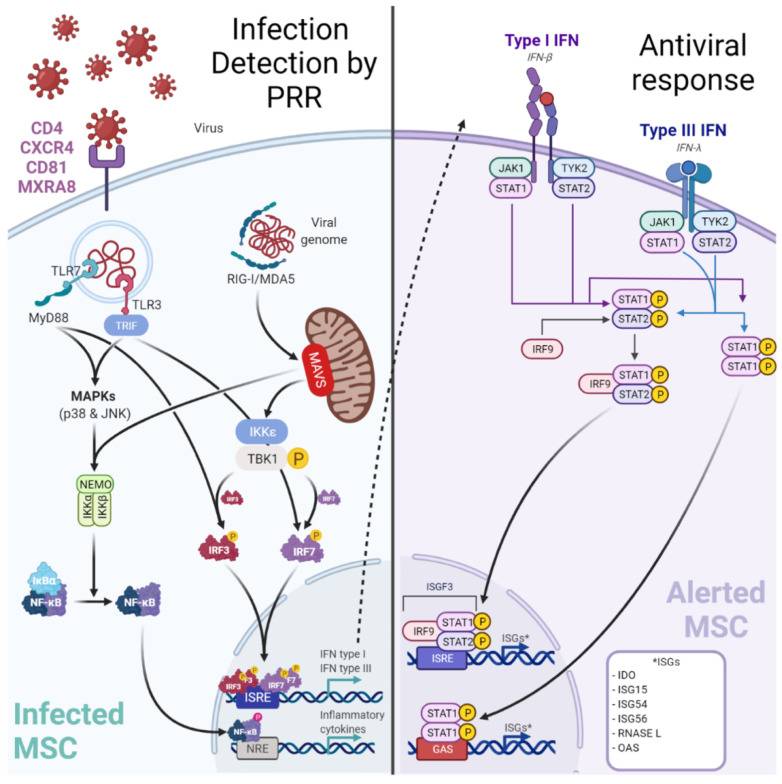 Infection
Detection by
PRR
CD4
CXCR4
CD81
MXRA8
Virus
TLR7
TLR3
MyD88
TRIF
Viral
genome
RIG-I/MDA5
MAVS
MAPKs
(p38 & JNK)
IKKε
TBK1
P
NEMO
IKKα
IKKβ
IRF3
IRF7
P
IRF3
P
IRF7
IκBα
NF-κB
NF-κB
IFN type I
IFN type III
P
P
P
P
IRF3
F3
IRF7
F7
ISRE
Inflammatory
cytokines
P
NF-κB
NRE
Infected
MSC
Antiviral
response
Type I IFN
IFN-β
JAK1
STAT1
TYK2
STAT2
Type III IFN
IFN-λ
JAK1
STAT1
TYK2
STAT2
STAT1 P
STAT2 P
IRF9
STAT1 P
STAT1 P
IRF9
STAT1 P
STAT2 P
Alerted
MSC
ISGF3
IRF9
STAT1 P
STAT2 P
ISRE
ISGs*
STAT1 P
STAT1 P
GAS
ISGs*
*ISGs
- IDO
- ISG15
- ISG54
- ISG56
- RNASE L
- OAS